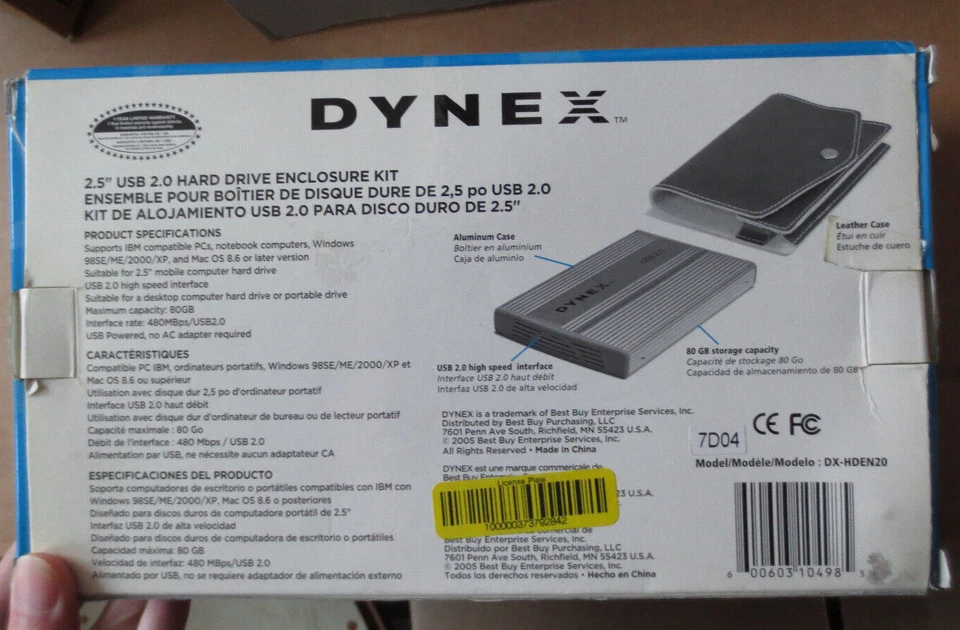 1 YEAR LIMITED WARRANTY
DYNEX™
2.5" USB 2.0 HARD DRIVE ENCLOSURE KIT
ENSEMBLE POUR BOÎTIER DE DISQUE DURE DE 2,5 po USB 2.0
KIT DE ALOJAMIENTO USB 2.0 PARA DISCO DURO DE 2.5"
PRODUCT SPECIFICATIONS
Supports IBM compatible PCs, notebook computers, Windows
98SE/ME/2000/XP, and Mac OS 8.6 or later version
Suitable for 2.5" mobile computer hard drive
USB 2.0 high speed interface
Suitable for a desktop computer hard drive or portable drive
Maximum capacity: 80GB
Interface rate: 480MBps/USB2.0
USB Powered, no AC adapter required
CARACTÉRISTIQUES
Compatible PC IBM, ordinateurs portatifs, Windows 98SE/ME/2000/XP et
Mac OS 8.6 ou supérieur
Utilisation avec disque dur 2,5 po d'ordinateur portatif
Interface USB 2.0 haut débit
Utilisation avec disque dur d'ordinateur de bureau ou de lecteur portatif
Capacité maximale : 80 Go
Débit de l'interface : 480 Mbps / USB 2.0
Alimentation par USB, ne nécessite aucun adaptateur CA
ESPECIFICACIONES DEL PRODUCTO
Soporta computadoras de escritorio o portátiles compatibles con IBM con
Windows 98SE/ME/2000/XP, Mac OS 8.6 o posteriores
Diseñado para discos duros de computadora portátil de 2.5"
Interfaz USB 2.0 de alta velocidad
Diseñado para discos duros de computadora de escritorio o portátiles
Capacidad máxima: 80 GB
Velocidad de interfaz: 480 MBps/USB 2.0
Alimentado por USB, no se requiere adaptador de alimentación externo
Leather Case
Étui en cuir
Estuche de cuero
Aluminum Case
Boîtier en aluminium
Caja de aluminio
DYNEX
USB 2.0
80 GB storage capacity
Capacité de stockage 80 Go
Capacidad de almacenamiento de 80 GB
USB 2.0 high speed interface
Interface USB 2.0 haut débit
Interfaz USB 2.0 de alta velocidad
DYNEX is a trademark of Best Buy Enterprise Services, Inc.
Distributed by Best Buy Purchasing, LLC
7601 Penn Ave South, Richfield, MN 55423 U.S.A.
© 2005 Best Buy Enterprise Services, Inc.
All Rights Reserved • Made in China
DYNEX est une marque commerciale de
Best Buy
23 U.S.A.
License Plate
100000373792842
comercial de
Best Buy Enterprise Services, Inc.
Distribuido por Best Buy Purchasing, LLC
7601 Penn Ave South, Richfield, MN 55423 U.S.A.
© 2005 Best Buy Enterprise Services, Inc.
Todos los derechos reservados • Hecho en China
7D04
CE FC
Model/Modèle/Modelo : DX-HDEN20
6 00603 10498 5